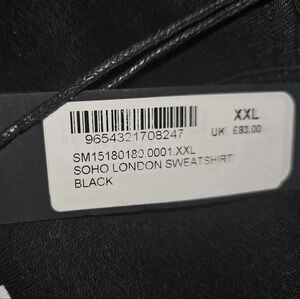 XXL
9654321708247
UK £83.00
SM15180180.0001.XXL
SOHO LONDON SWEATSHIRT
BLACK